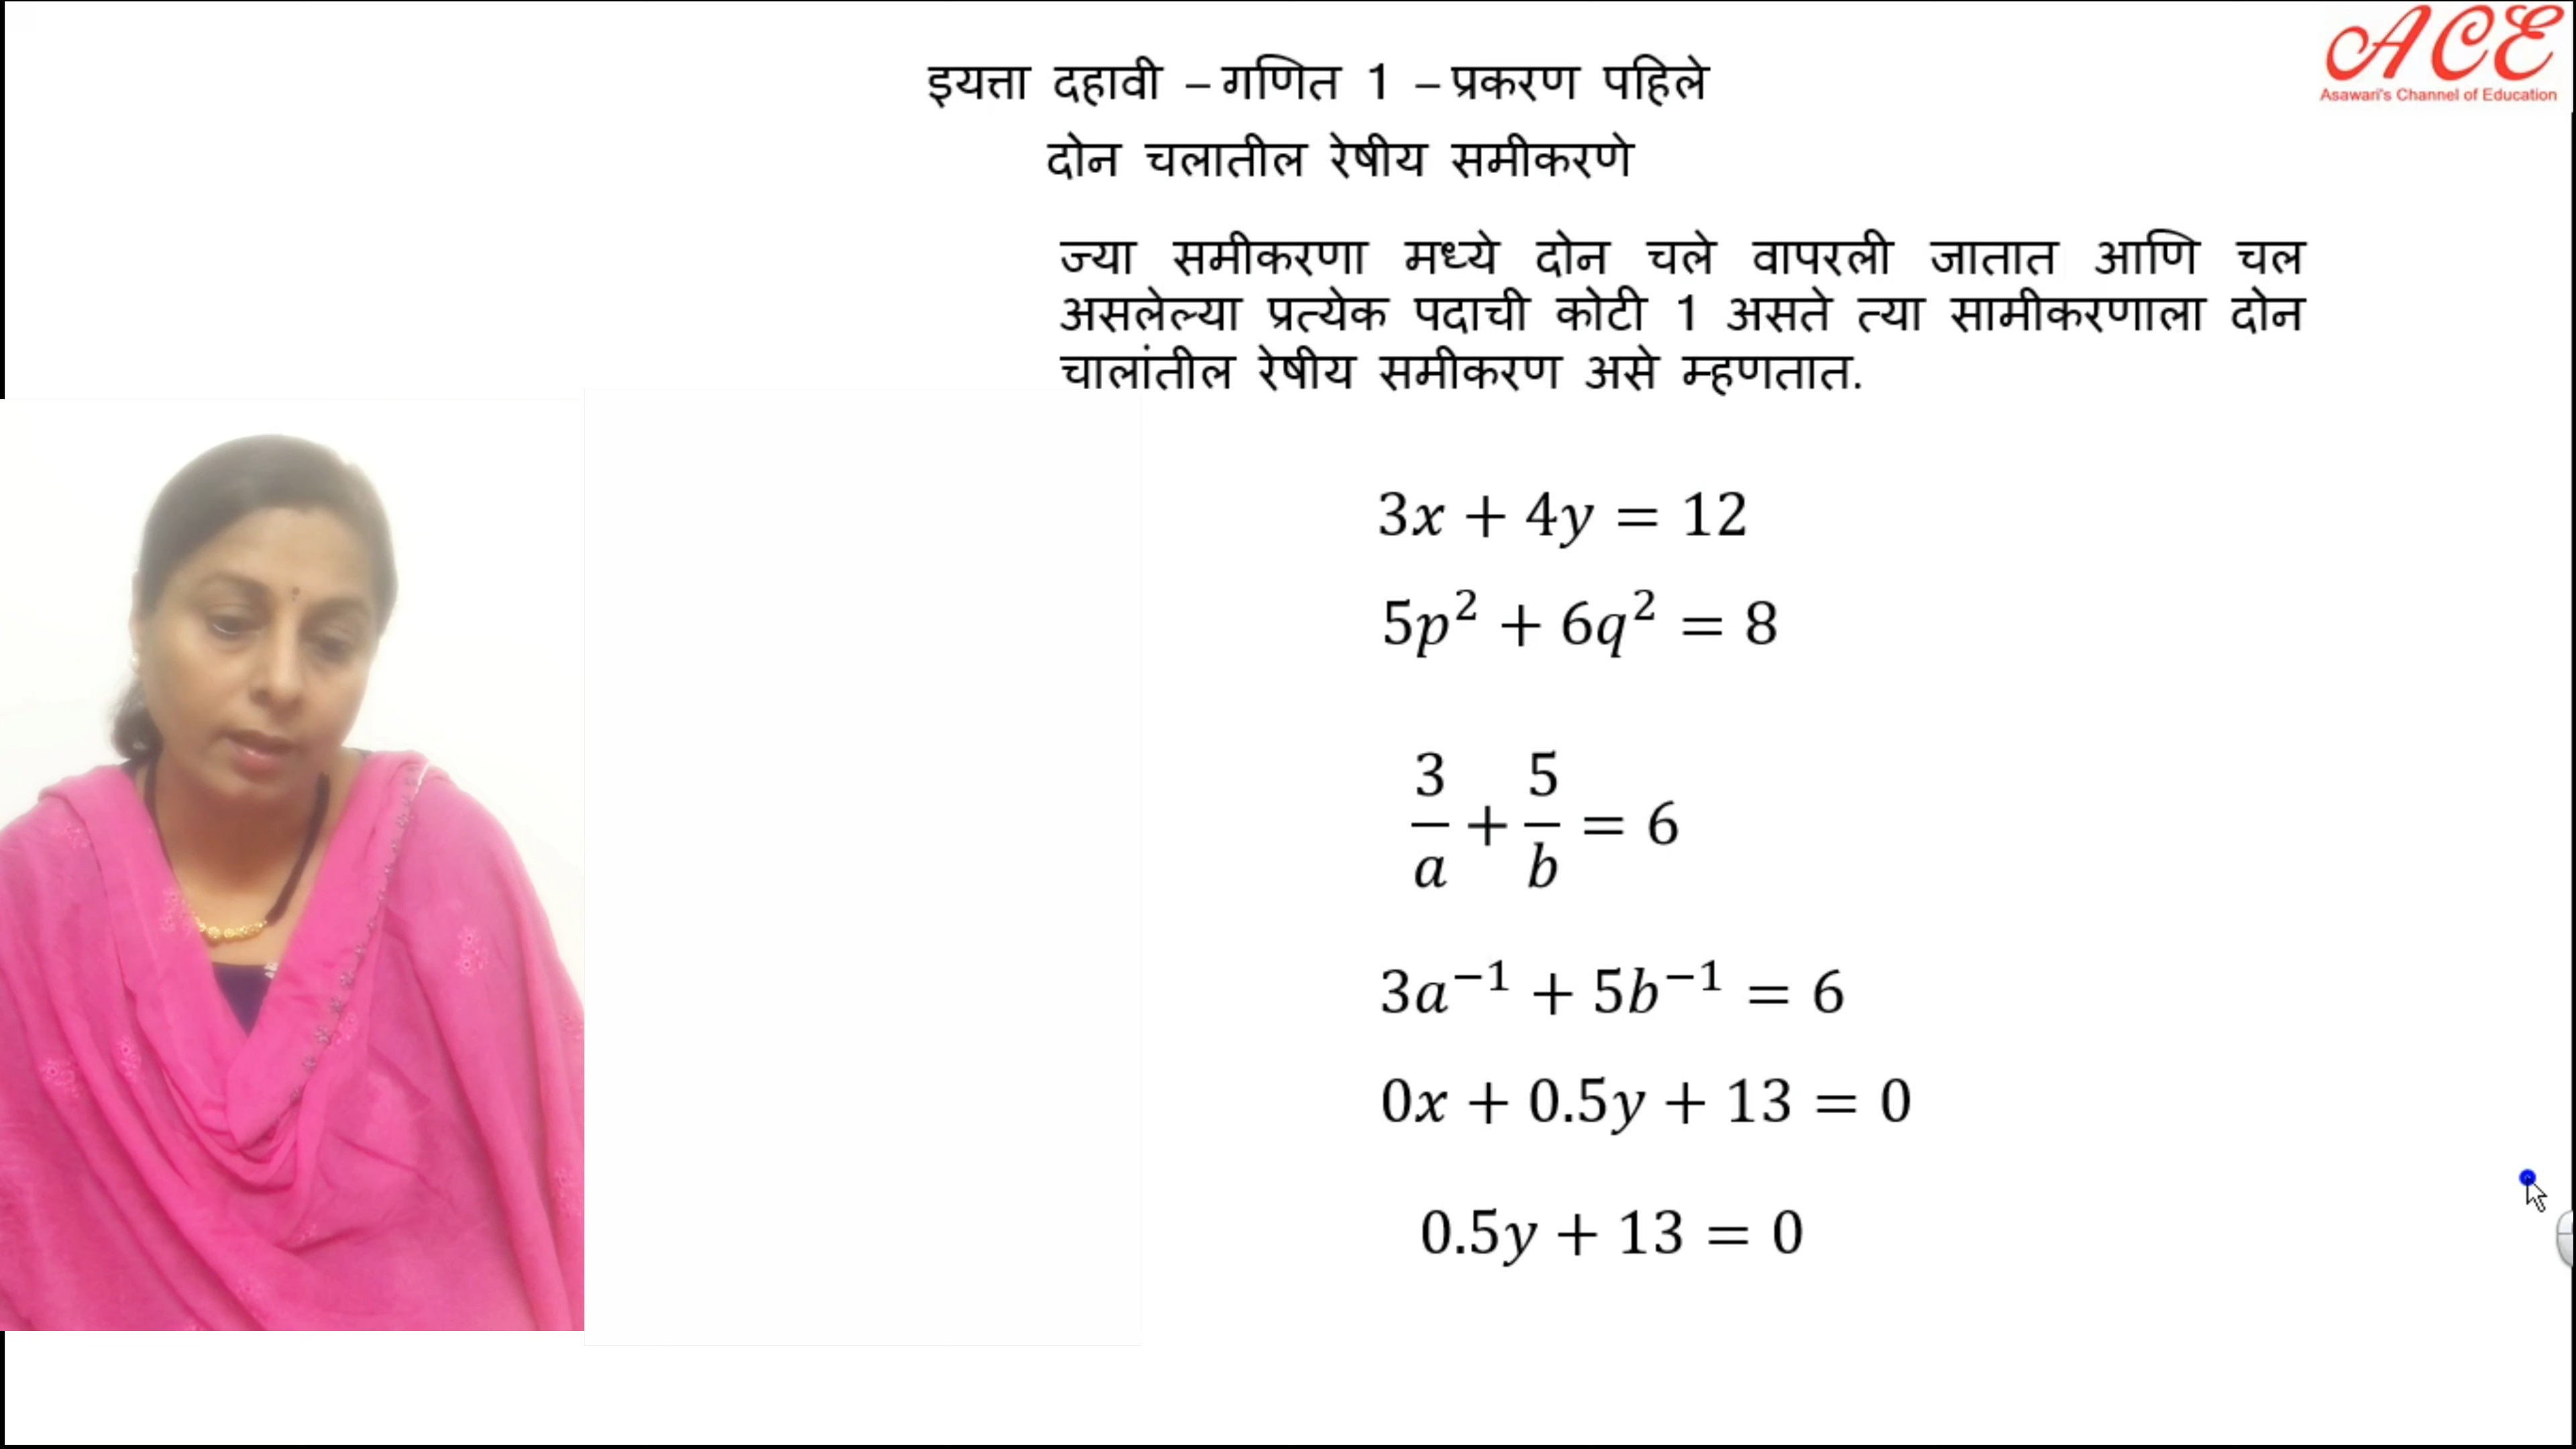 ACE
Asawari's Channel of Education
इयत्ता दहावी – गणित 1 – प्रकरण पहिले
दोन चलातील रेषीय समीकरणे
ज्या समीकरणा मध्ये दोन चले वापरली जातात आणि चल
असलेल्या प्रत्येक पदाची कोटी 1 असते त्या सामीकरणाला दोन
चालांतील रेषीय समीकरण असे म्हणतात.
3x + 4y = 12
5p² + 6q² = 8
3/a + 5/b = 6
3a⁻¹ + 5b⁻¹ = 6
0x + 0.5y + 13 = 0
0.5y + 13 = 0